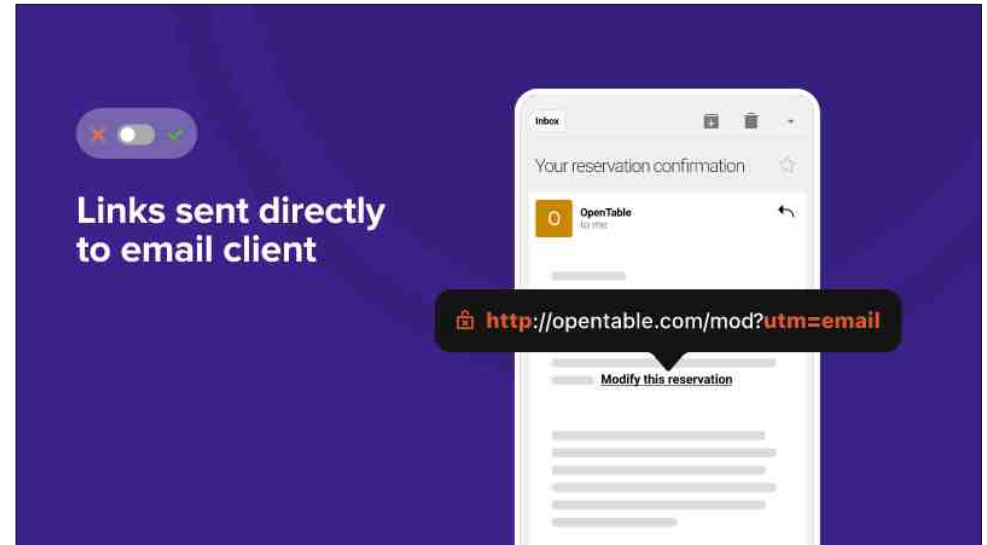 Links sent directly
to email client
Inbox
Your reservation confirmation
O
OpenTable
to me
http://opentable.com/mod?utm=email
Modify this reservation